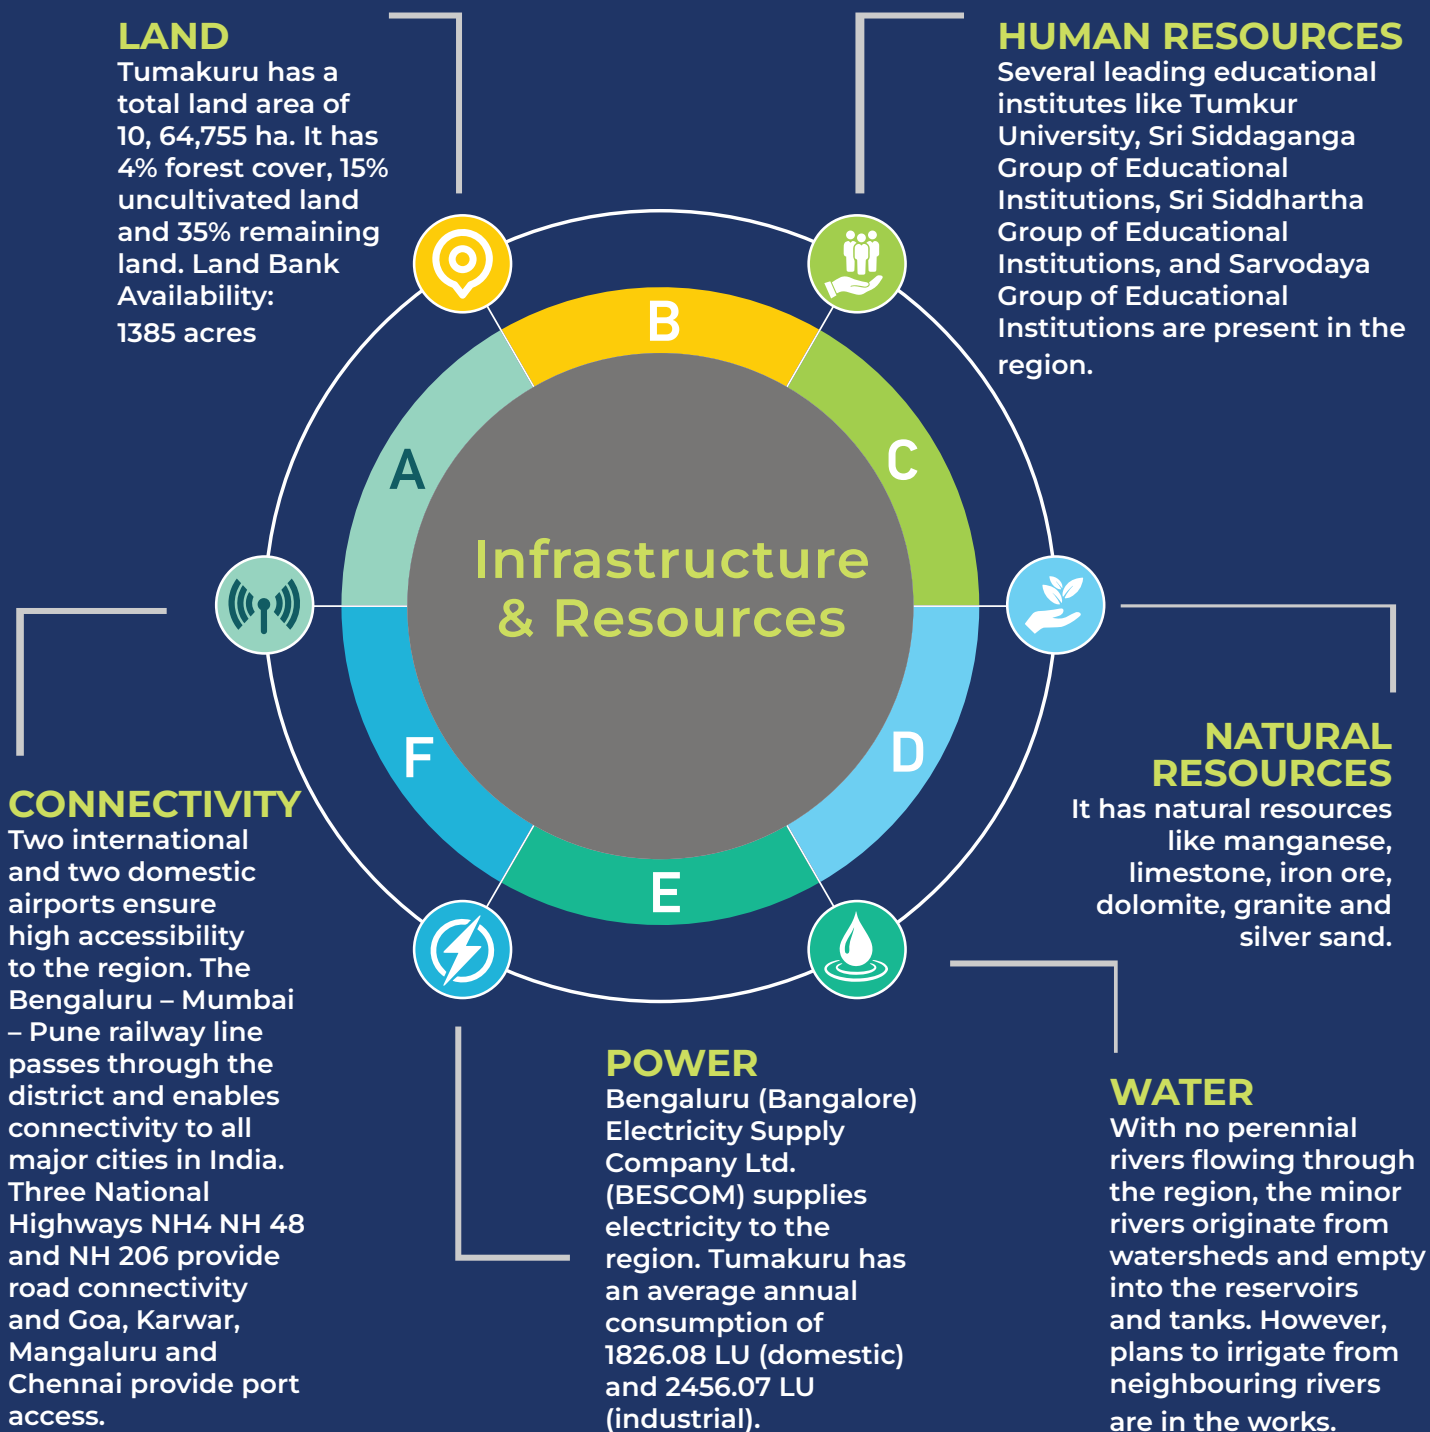 LAND
Tumakuru has a
total land area of
10, 64,755 ha. It has
4% forest cover, 15%
uncultivated land
and 35% remaining
land. Land Bank
Availability:
1385 acres
HUMAN RESOURCES
Several leading educational
institutes like Tumkur
University, Sri Siddaganga
Group of Educational
Institutions, Sri Siddhartha
Group of Educational
Institutions, and Sarvodaya
Group of Educational
Institutions are present in the
region.
B
A
C
Infrastructure
& Resources
F
D
E
NATURAL
RESOURCES
It has natural resources
like manganese,
limestone, iron ore,
dolomite, granite and
silver sand.
CONNECTIVITY
Two international
and two domestic
airports ensure
high accessibility
to the region. The
Bengaluru – Mumbai
– Pune railway line
passes through the
district and enables
connectivity to all
major cities in India.
Three National
Highways NH4 NH 48
and NH 206 provide
road connectivity
and Goa, Karwar,
Mangaluru and
Chennai provide port
access.
POWER
Bengaluru (Bangalore)
Electricity Supply
Company Ltd.
(BESCOM) supplies
electricity to the
region. Tumakuru has
an average annual
consumption of
1826.08 LU (domestic)
and 2456.07 LU
(industrial).
WATER
With no perennial
rivers flowing through
the region, the minor
rivers originate from
watersheds and empty
into the reservoirs
and tanks. However,
plans to irrigate from
neighbouring rivers
are in the works.